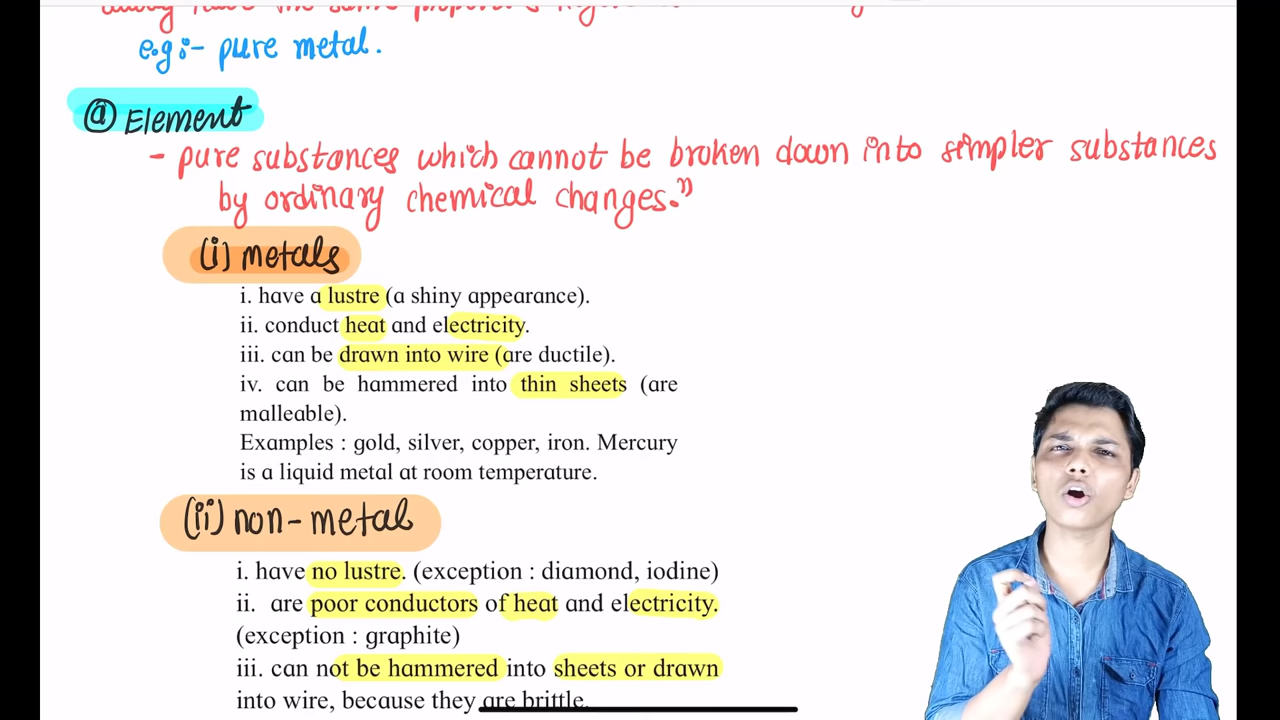 e.g:- pure metal.
ⓐ Element
- pure substances which cannot be broken down into simpler substances
by ordinary chemical changes."
(i) metals
i. have a lustre (a shiny appearance).
ii. conduct heat and electricity.
iii. can be drawn into wire (are ductile).
iv. can be hammered into thin sheets (are
malleable).
Examples : gold, silver, copper, iron. Mercury
is a liquid metal at room temperature.
(ii) non-metal
i. have no lustre. (exception : diamond, iodine)
ii. are poor conductors of heat and electricity.
(exception : graphite)
iii. can not be hammered into sheets or drawn
into wire, because they are brittle.